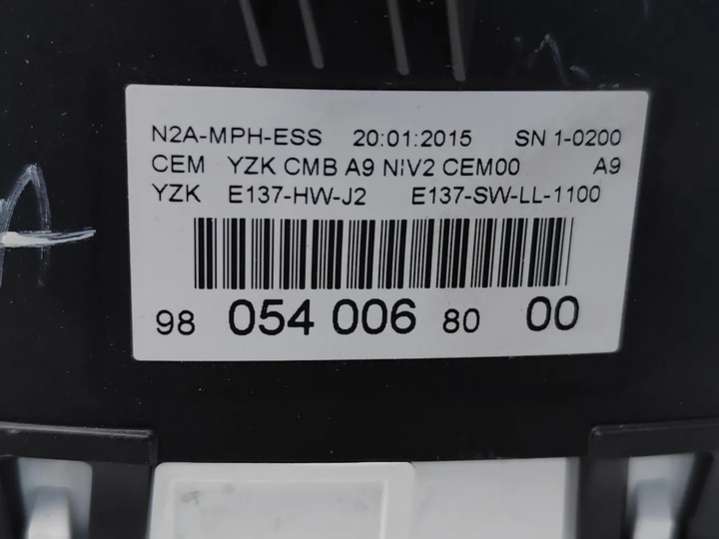 N2A-MPH-ESS 20:01:2015 SN 1-0200
CEM YZK CMB A9 NIV2 CEM00 A9
YZK E137-HW-J2 E137-SW-LL-1100
98 054 006 80 00